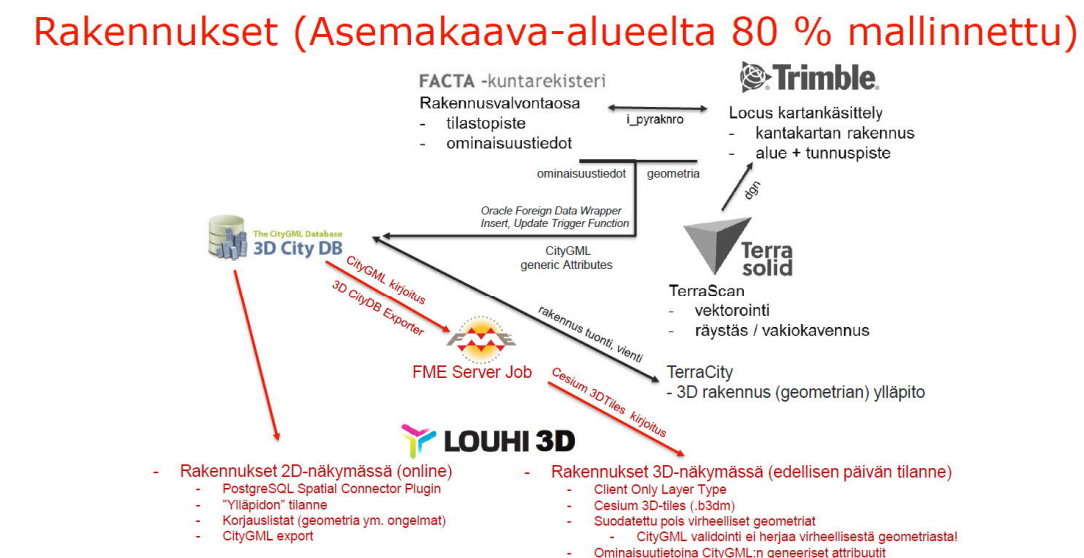 Rakennukset (Asemakaava-alueelta 80 % mallinnettu)
FACTA -kuntarekisteri
Rakennusvalvontaosa
- tilastopiste
- ominaisuustiedot
i_pyraknro
Trimble
Locus kartankäsittely
- kantakartan rakennus
- alue + tunnuspiste
ominaisuustiedot
geometria
dgn
Oracle Foreign Data Wrapper
Insert, Update Trigger Function
CityGML
generic Attributes
The CityGML Database
3D City DB
Terra
solid
TerraScan
- vektorointi
- räystäs / vakiokavennus
CityGML kirjoitus
3D CityDB Exporter
rakennus tuonti, vienti
FME
FME Server Job
TerraCity
- 3D rakennus (geometrian) ylläpito
Cesium 3DTiles kirjoitus
LOUHI 3D
- Rakennukset 2D-näkymässä (online)
- PostgreSQL Spatial Connector Plugin
- "Ylläpidon" tilanne
- Korjauslistat (geometria ym. ongelmat)
- CityGML export
- Rakennukset 3D-näkymässä (edellisen päivän tilanne)
- Client Only Layer Type
- Cesium 3D-tiles (.b3dm)
- Suodatettu pois virheelliset geometriat
- CityGML validointi ei herjaa virheellisestä geometriasta!
- Ominaisuutietoina CityGML:n geneeriset attribuutit